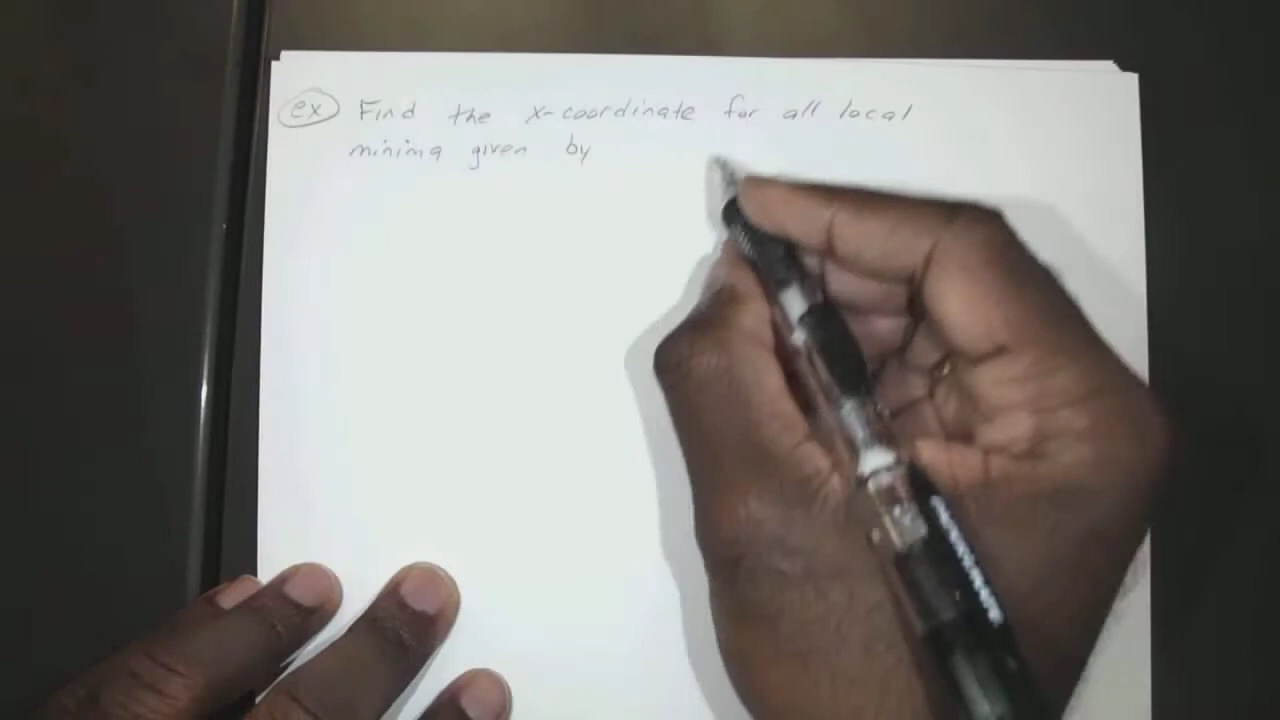 ex Find the x-coordinate for all local
minima given by